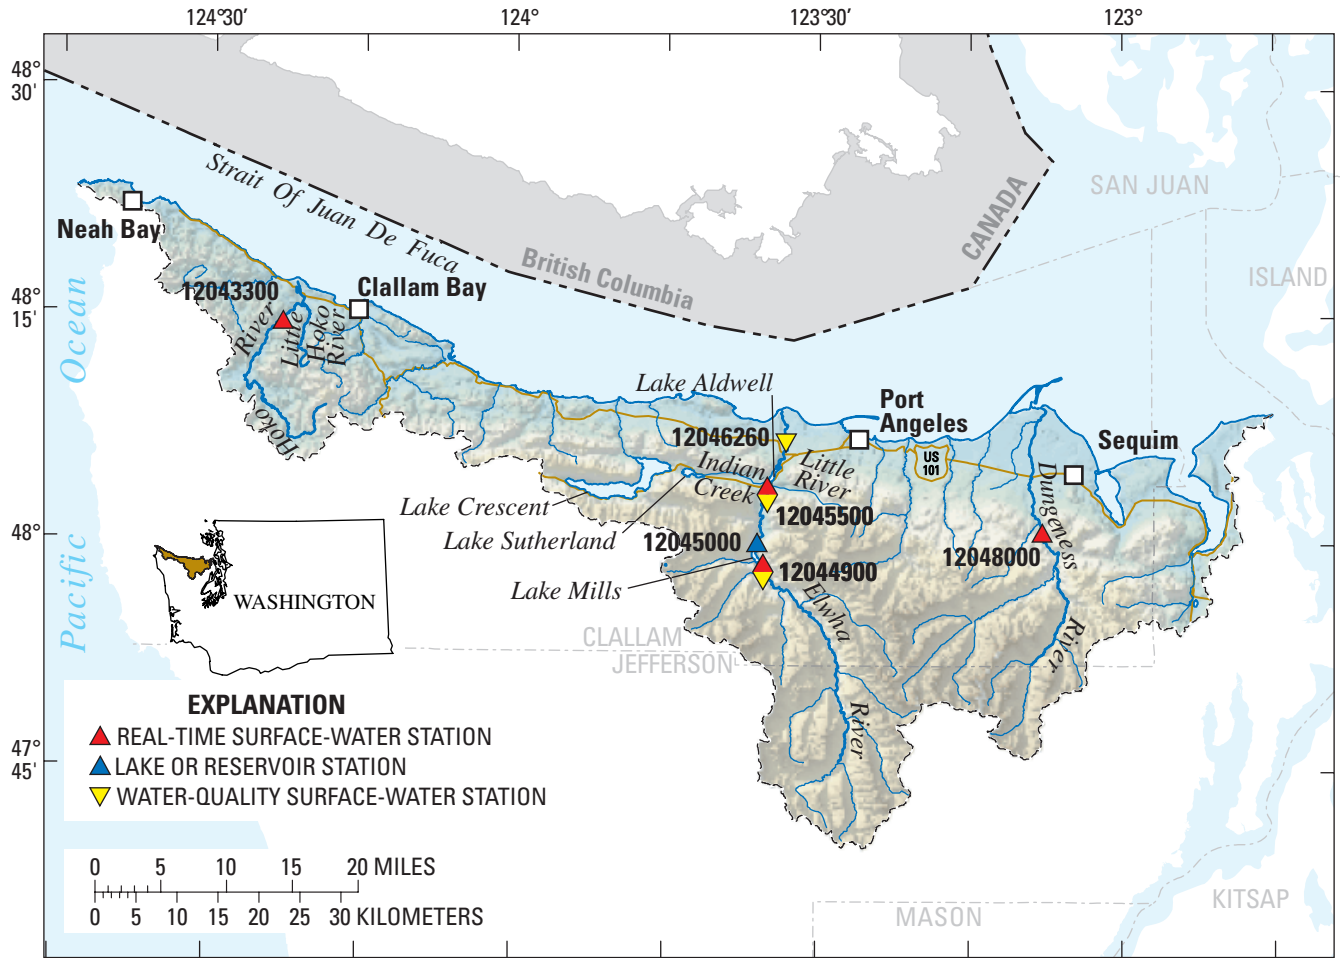 124°30'
124°
123°30'
123°
48°
30'
48°
15'
48°
47°
45'
Strait Of Juan De Fuca
British Columbia
CANADA
SAN JUAN
ISLAND
Neah Bay
Pacific Ocean
12043300
Clallam Bay
Hoko River
Little Hoko River
Lake Aldwell
12046260
Port Angeles
Sequim
US
101
Indian Creek
Little River
Lake Crescent
Lake Sutherland
12045500
12045000
12044900
Lake Mills
12048000
Dungeness River
Elwha River
CLALLAM
JEFFERSON
WASHINGTON
MASON
KITSAP
EXPLANATION
REAL-TIME SURFACE-WATER STATION
LAKE OR RESERVOIR STATION
WATER-QUALITY SURFACE-WATER STATION
0 5 10 15 20 MILES
0 5 10 15 20 25 30 KILOMETERS